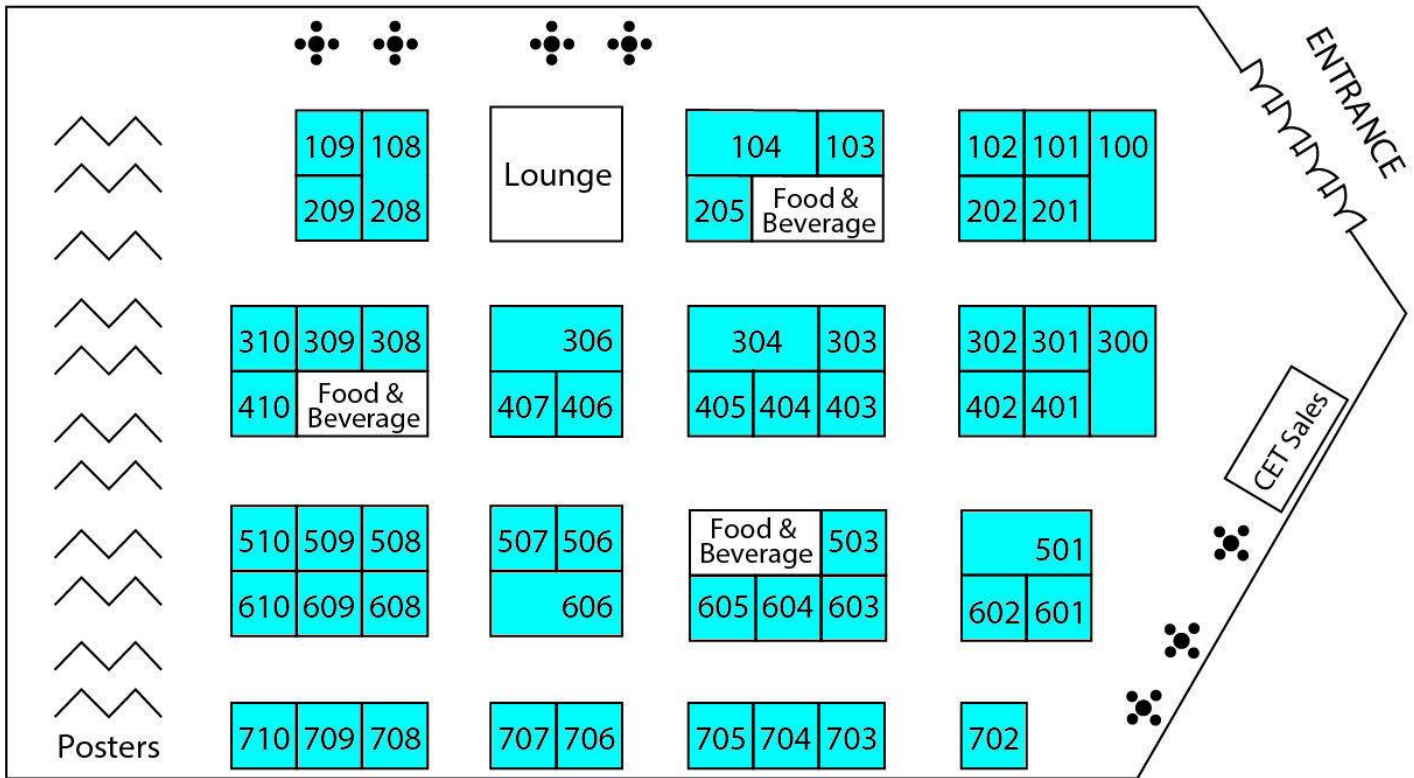 ENTRANCE
109 108
Lounge
104 103
102 101 100
209 208
205 Food &
Beverage
202 201
310 309 308
306
304 303
302 301 300
410 Food &
Beverage
407 406
405 404 403
402 401
CET Sales
510 509 508
507 506
Food &
Beverage 503
501
610 609 608
606
605 604 603
602 601
Posters
710 709 708
707 706
705 704 703
702